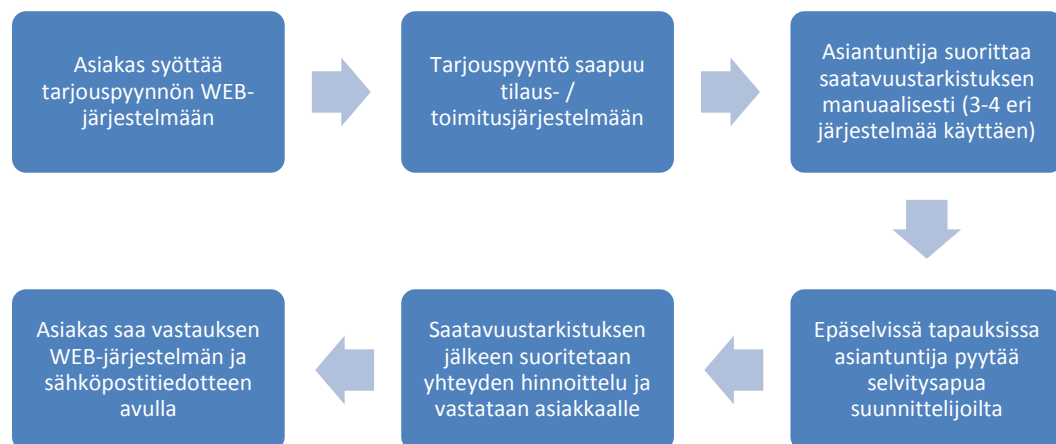 Asiakas syöttää
tarjouspyynnön WEB-
järjestelmään
Tarjouspyyntö saapuu
tilaus- /
toimitusjärjestelmään
Asiantuntija suorittaa
saatavuustarkistuksen
manuaalisesti (3-4 eri
järjestelmää käyttäen)
Epäselvissä tapauksissa
asiantuntija pyytää
selvitysapua
suunnittelijoilta
Saatavuustarkistuksen
jälkeen suoritetaan
yhteyden hinnoittelu ja
vastataan asiakkaalle
Asiakas saa vastauksen
WEB-järjestelmän ja
sähköpostitiedotteen
avulla